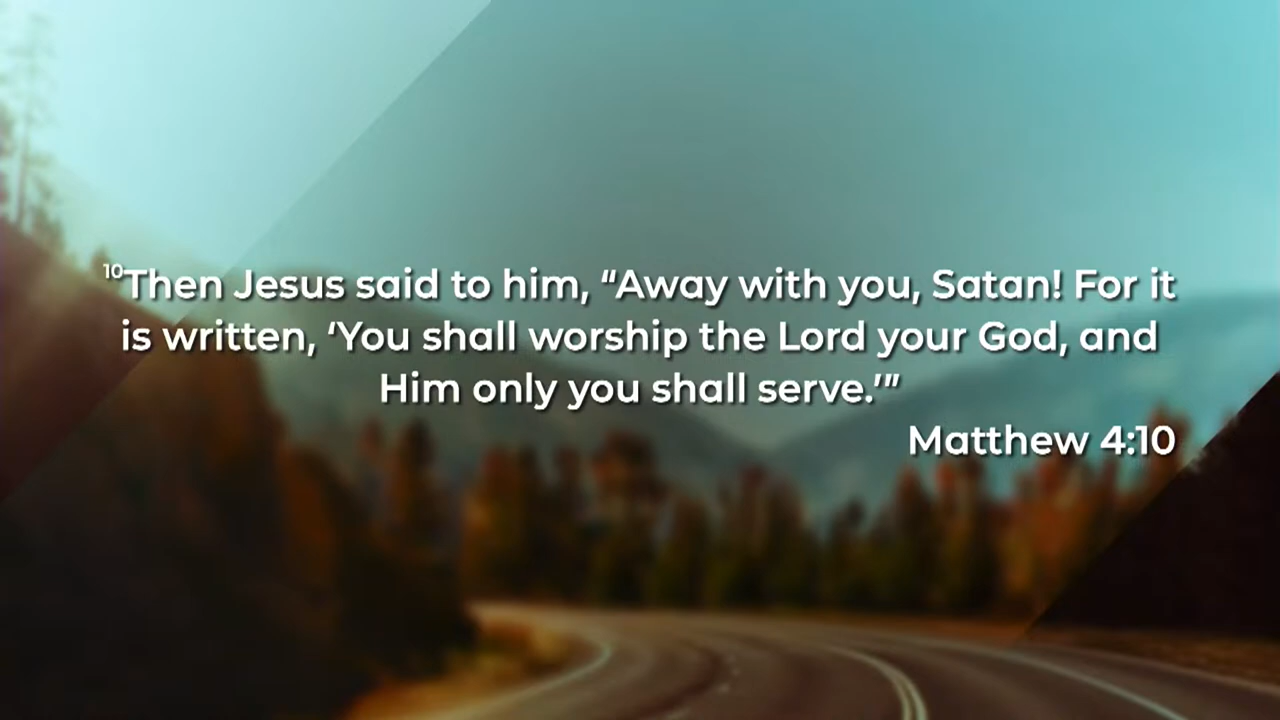 10Then Jesus said to him, “Away with you, Satan! For it
is written, ‘You shall worship the Lord your God, and
Him only you shall serve.’”
Matthew 4:10